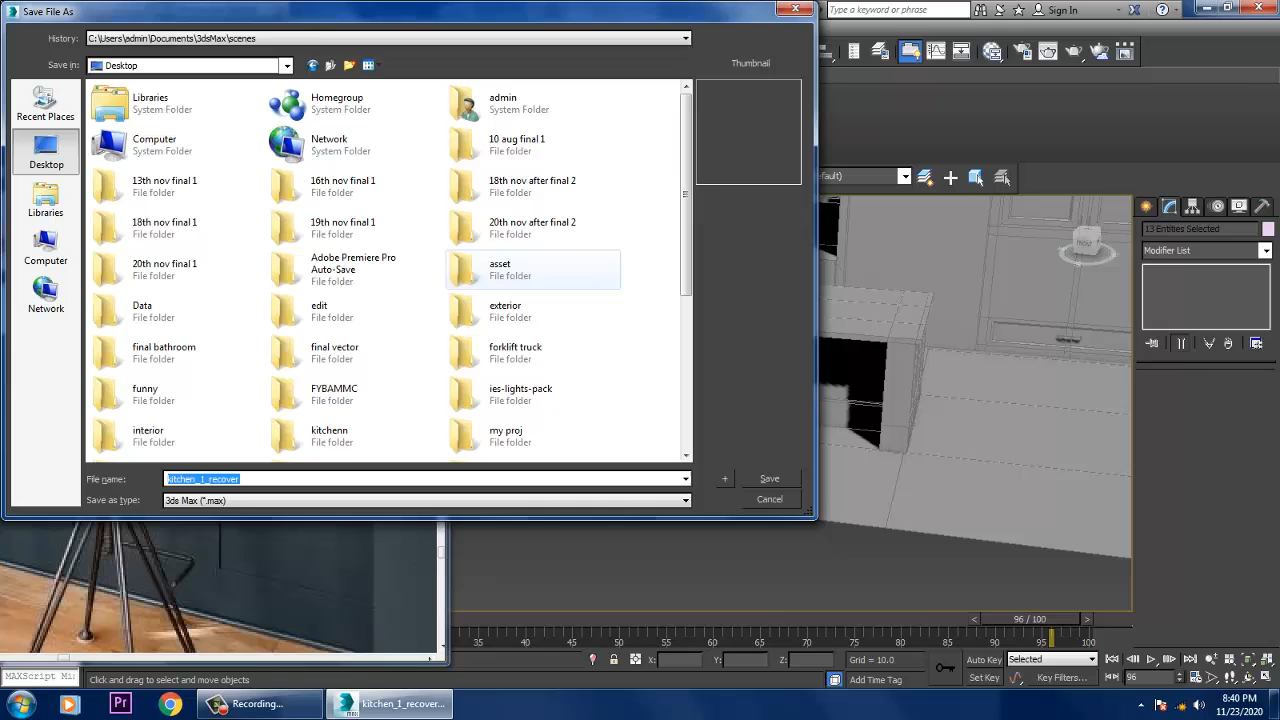 Save File As
Type a keyword or phrase
Sign In
History:
C:\Users\admin\Documents\3dsMax\scenes
Save in:
Desktop
Thumbnail
Recent Places
Desktop
Libraries
Computer
Network
Libraries
System Folder
Homegroup
System Folder
admin
System Folder
Computer
System Folder
Network
System Folder
10 aug final 1
File folder
13th nov final 1
File folder
16th nov final 1
File folder
18th nov after final 2
File folder
18th nov final 1
File folder
19th nov final 1
File folder
20th nov after final 2
File folder
20th nov final 1
File folder
Adobe Premiere Pro
Auto-Save
File folder
asset
File folder
Data
File folder
edit
File folder
exterior
File folder
final bathroom
File folder
final vector
File folder
forklift truck
File folder
funny
File folder
FYBAMMC
File folder
ies-lights-pack
File folder
interior
File folder
kitchenn
File folder
my proj
File folder
File name:
kitchen_1_recover
+
Save
Save as type:
3ds Max (*.max)
Cancel
efault)
13 Entities Selected
Modifier List
FRONT
< 96 / 100 >
35 40 45 50 55 60 65 70 75 80 85 90 95 100
X: Y: Z: Grid = 10.0
Auto Key
Selected
Set Key
Key Filters...
96
MAXScript Mi
Click and drag to select and move objects
Add Time Tag
Pr
Recording...
kitchen_1_recover...
8:40 PM
11/23/2020